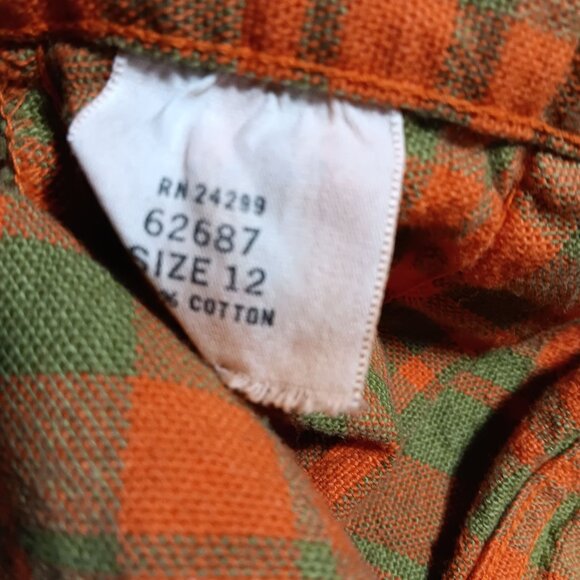 RN 24299
62687
SIZE 12
% COTTON